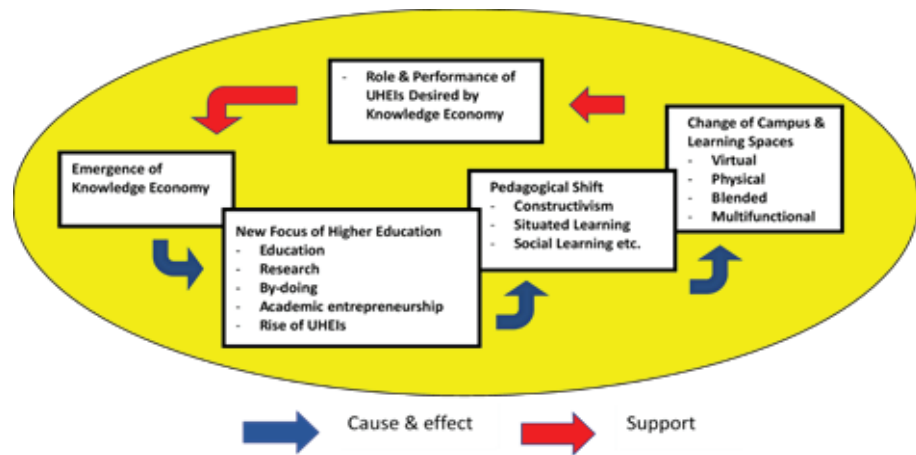 - Role & Performance of
UHEIs Desired by
Knowledge Economy
Change of Campus &
Learning Spaces
- Virtual
- Physical
- Blended
- Multifunctional
Emergence of
Knowledge Economy
Pedagogical Shift
- Constructivism
- Situated Learning
- Social Learning etc.
New Focus of Higher Education
- Education
- Research
- By-doing
- Academic entrepreneurship
- Rise of UHEIs
Cause & effect
Support